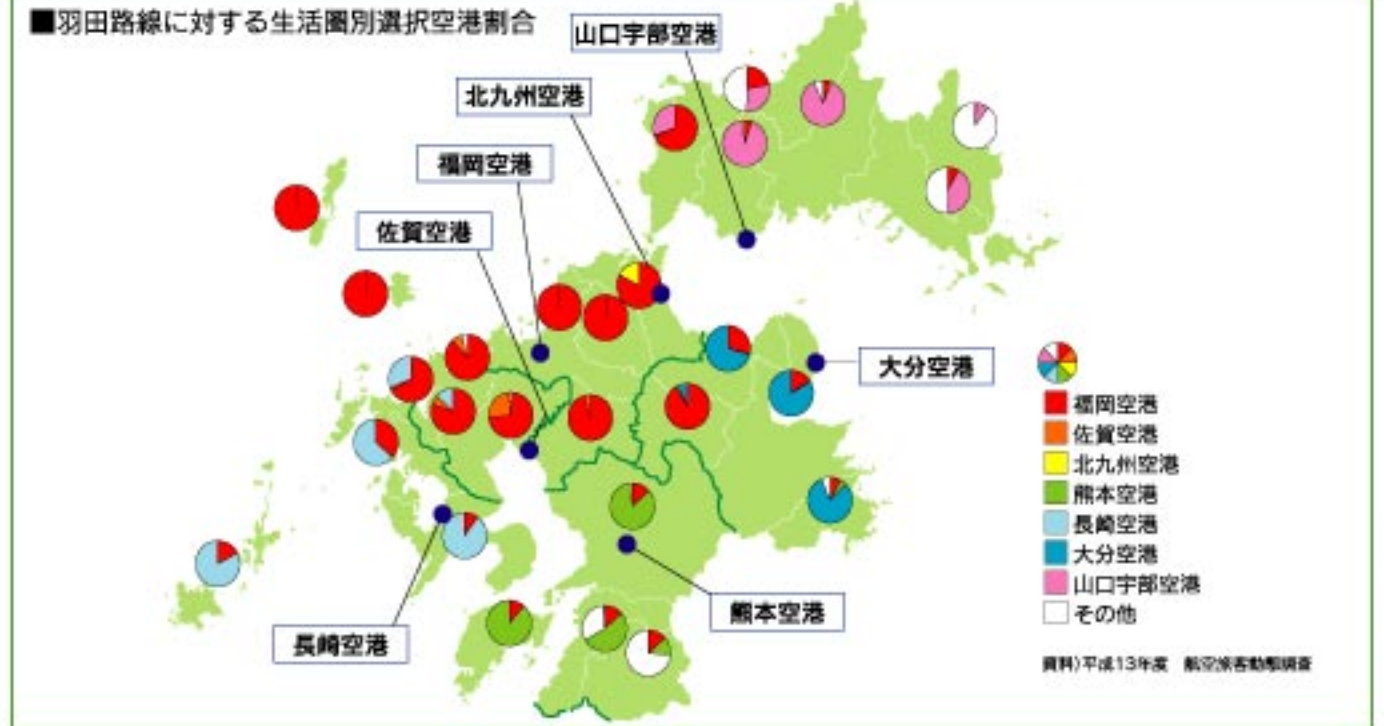 ■羽田路線に対する生活圏別選択空港割合
山口宇部空港
北九州空港
福岡空港
佐賀空港
大分空港
熊本空港
長崎空港
福岡空港
佐賀空港
北九州空港
熊本空港
長崎空港
大分空港
山口宇部空港
その他
資料)平成13年度 航空旅客動態調査